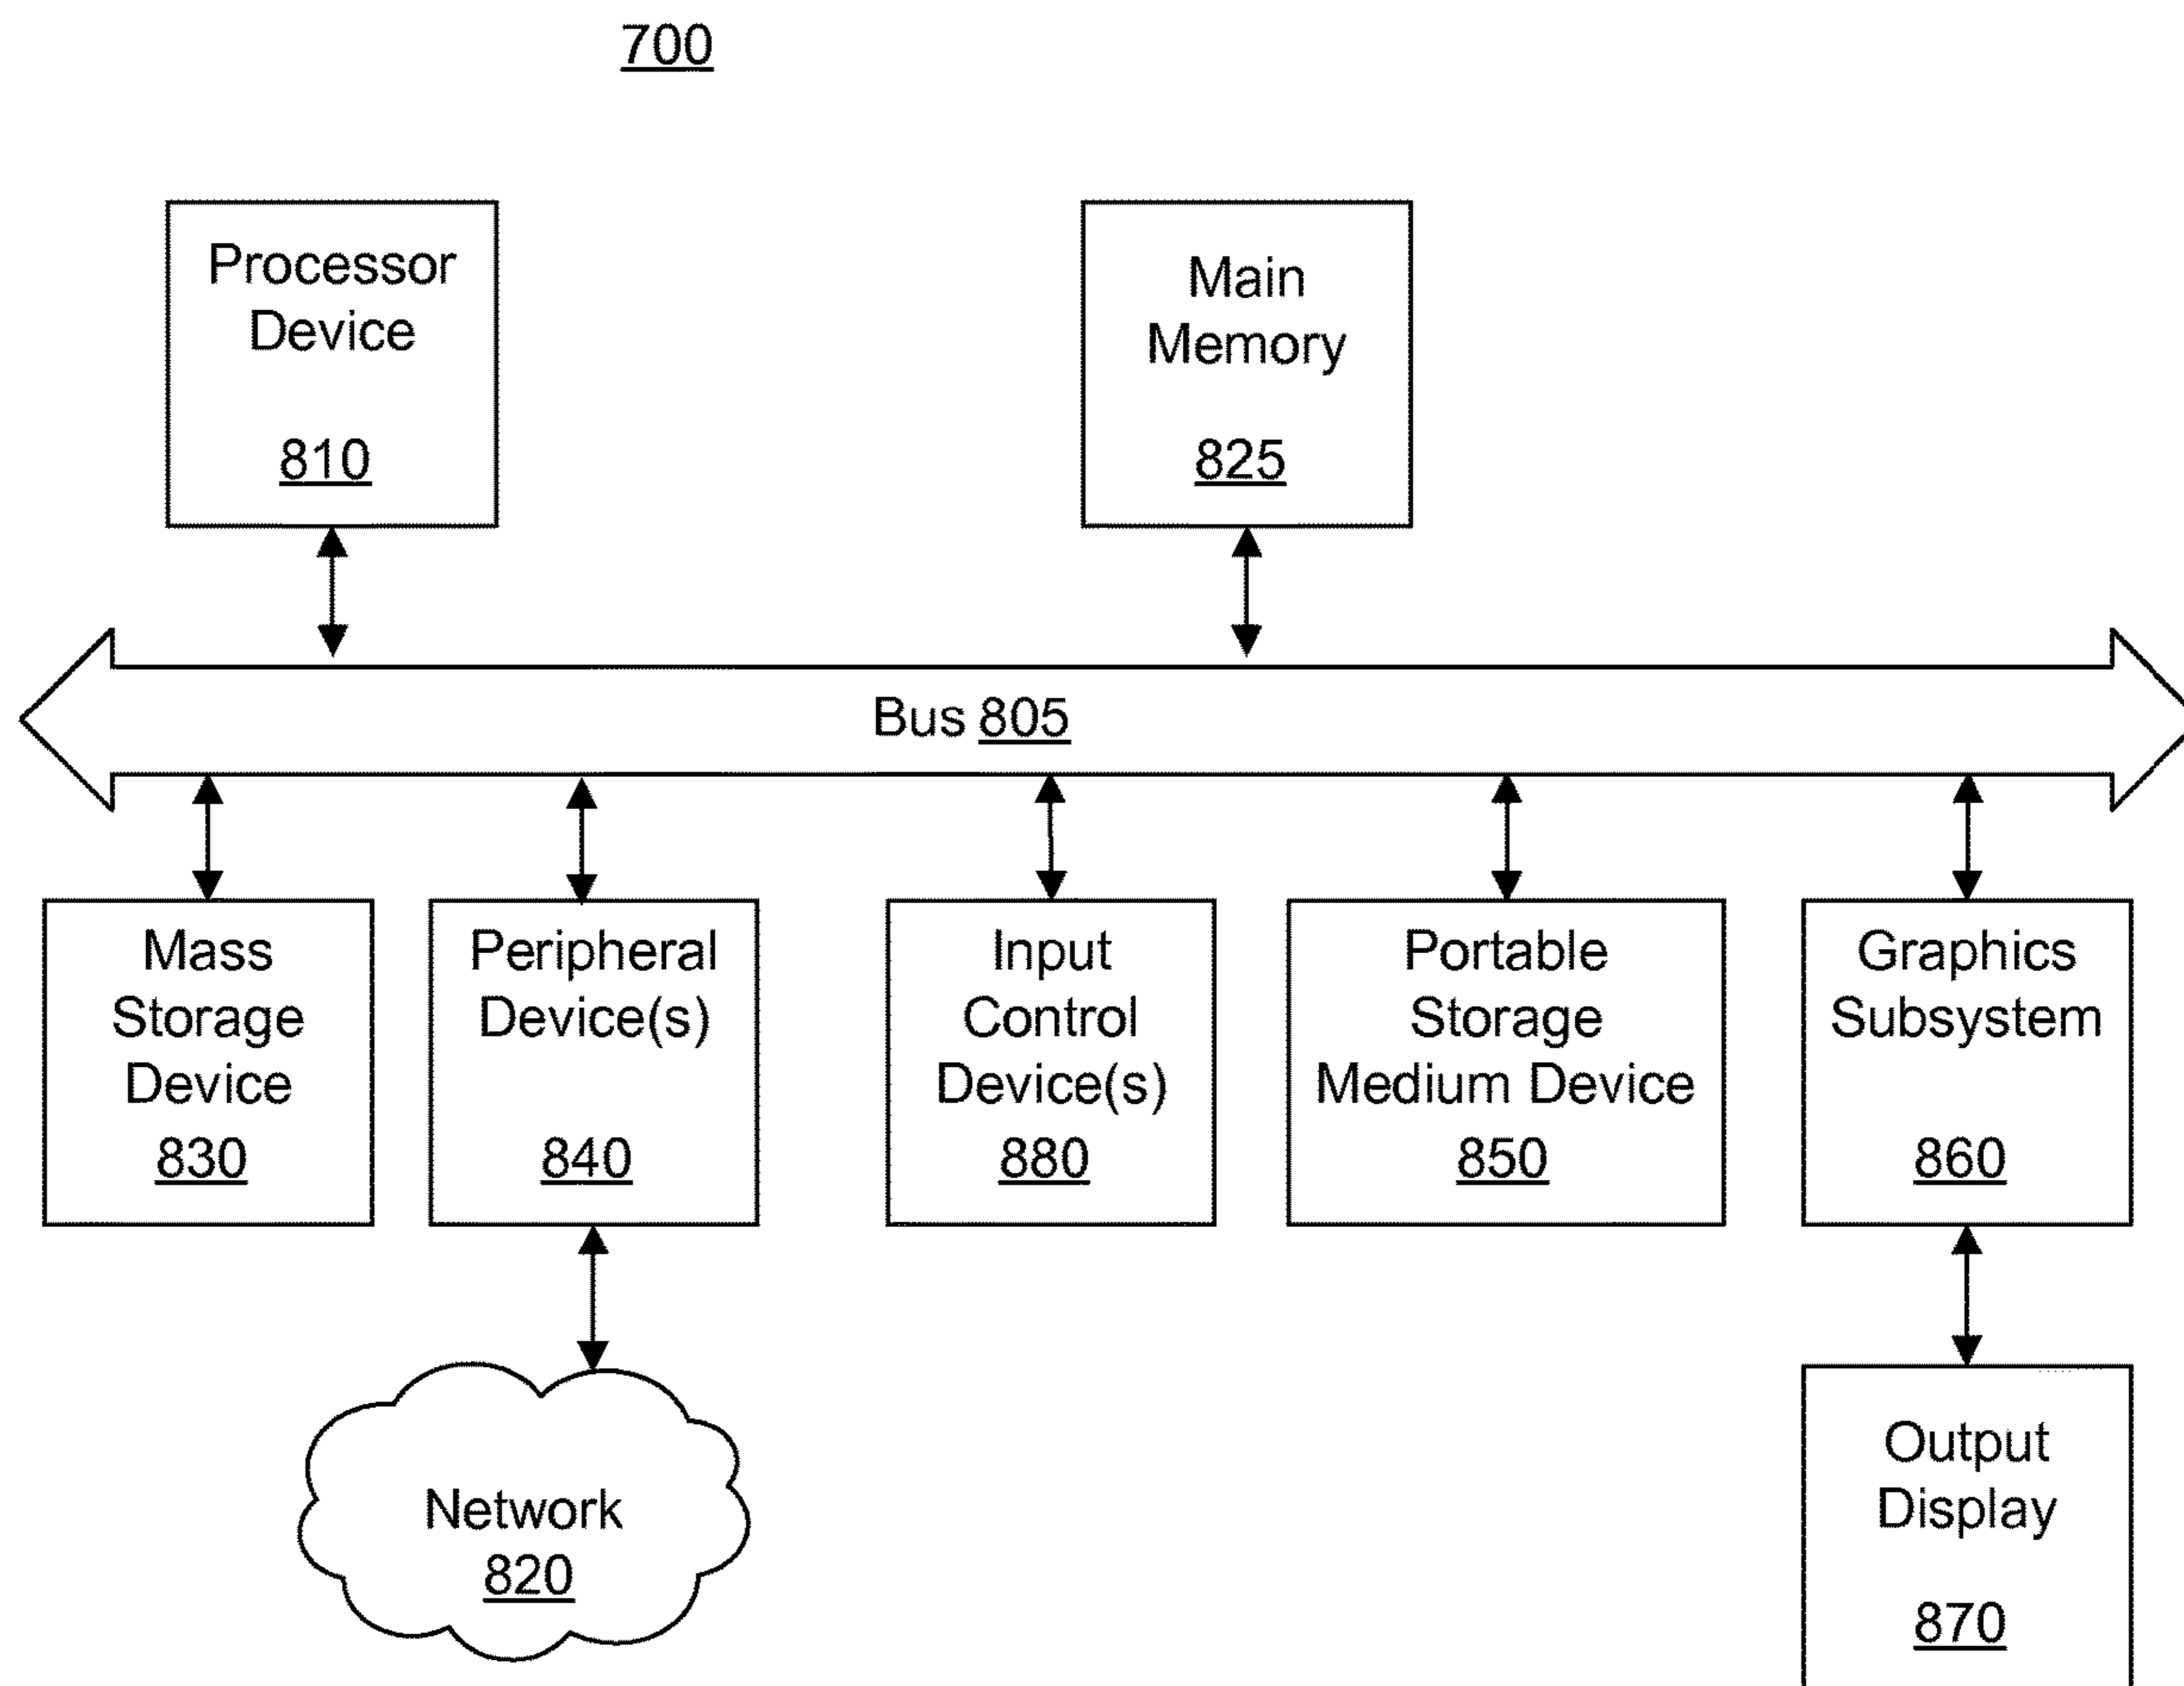 700
Processor
Device
810
Main
Memory
825
Bus 805
Mass
Storage
Device
830
Peripheral
Device(s)
840
Input
Control
Device(s)
880
Portable
Storage
Medium Device
850
Graphics
Subsystem
860
Network
820
Output
Display
870